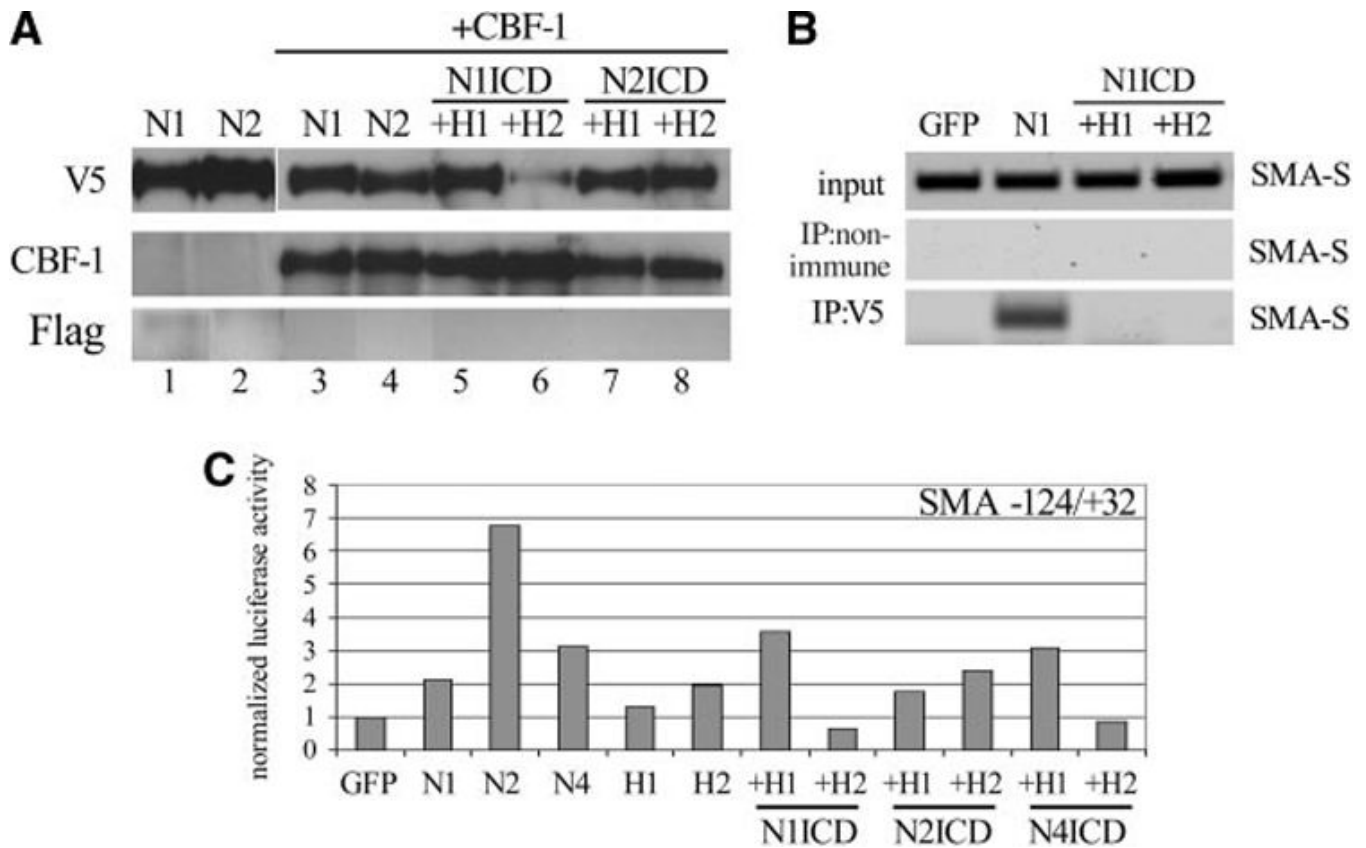 A
+CBF-1
N1ICD N2ICD
N1 N2 N1 N2 +H1 +H2 +H1 +H2
V5
CBF-1
Flag
1 2 3 4 5 6 7 8
B
N1ICD
GFP N1 +H1 +H2
input SMA-S
IP:non-
immune SMA-S
IP:V5 SMA-S
C
normalized luciferase activity
SMA -124/+32
8
7
6
5
4
3
2
1
0
GFP N1 N2 N4 H1 H2 +H1 +H2 +H1 +H2 +H1 +H2
N1ICD N2ICD N4ICD